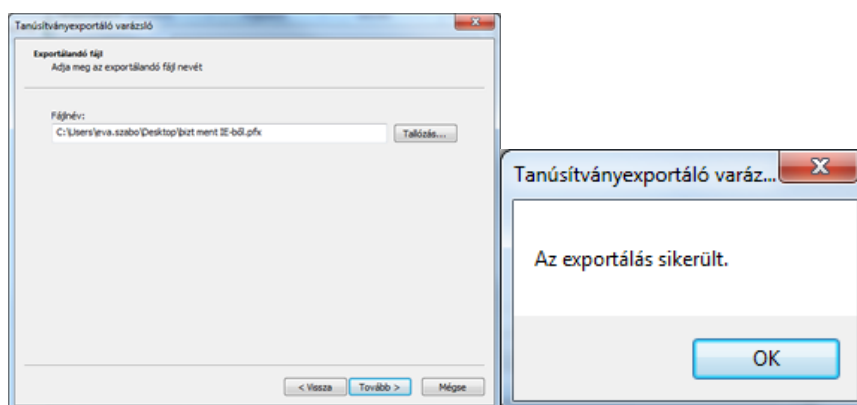 Tanúsítványexportáló varázsló
Exportálandó fájl
Adja meg az exportálandó fájl nevét
Fájlnév:
C:\Users\eva.szabo\Desktop\bizt ment IE-ből.pfx
Tallózás...
< Vissza
Tovább >
Mégse
Tanúsítványexportáló varáz...
Az exportálás sikerült.
OK